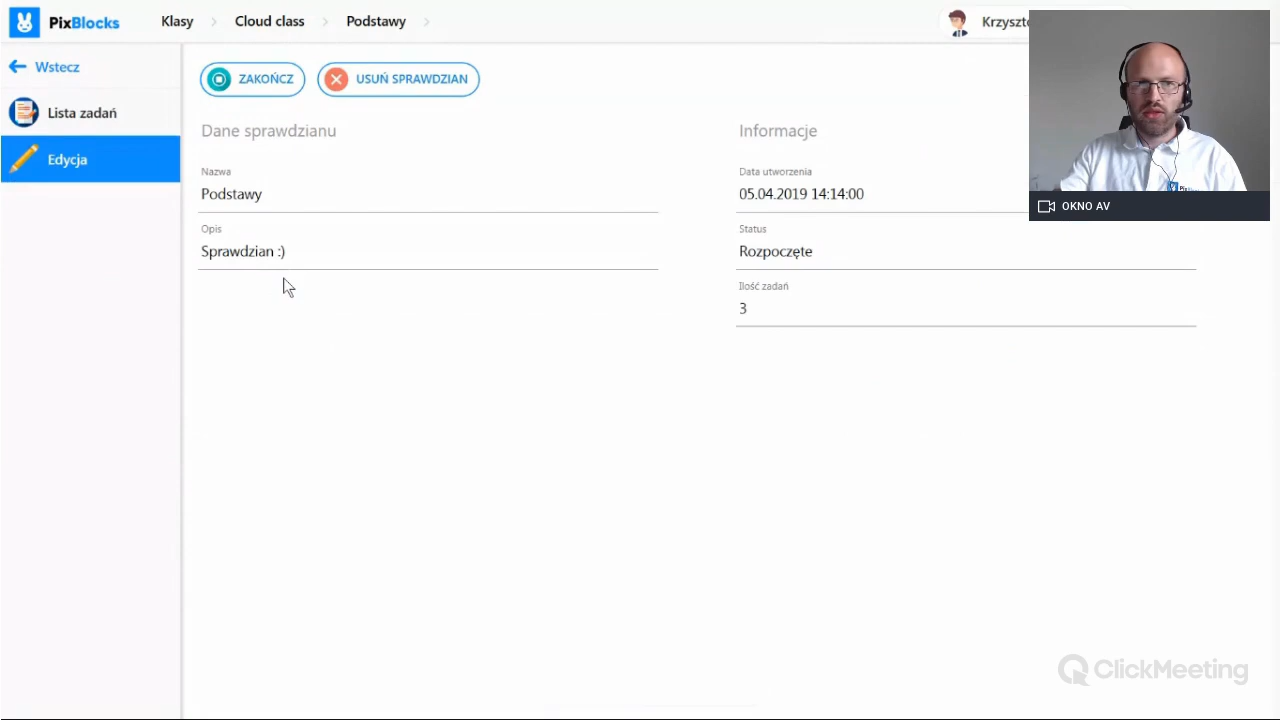 PixBlocks
Klasy
Cloud class
Podstawy
Krzyszto
Wstecz
Lista zadań
Edycja
ZAKOŃCZ
USUŃ SPRAWDZIAN
Dane sprawdzianu
Nazwa
Podstawy
Opis
Sprawdzian :)
Informacje
Data utworzenia
05.04.2019 14:14:00
Status
Rozpoczęte
Ilość zadań
3
OKNO AV
ClickMeeting